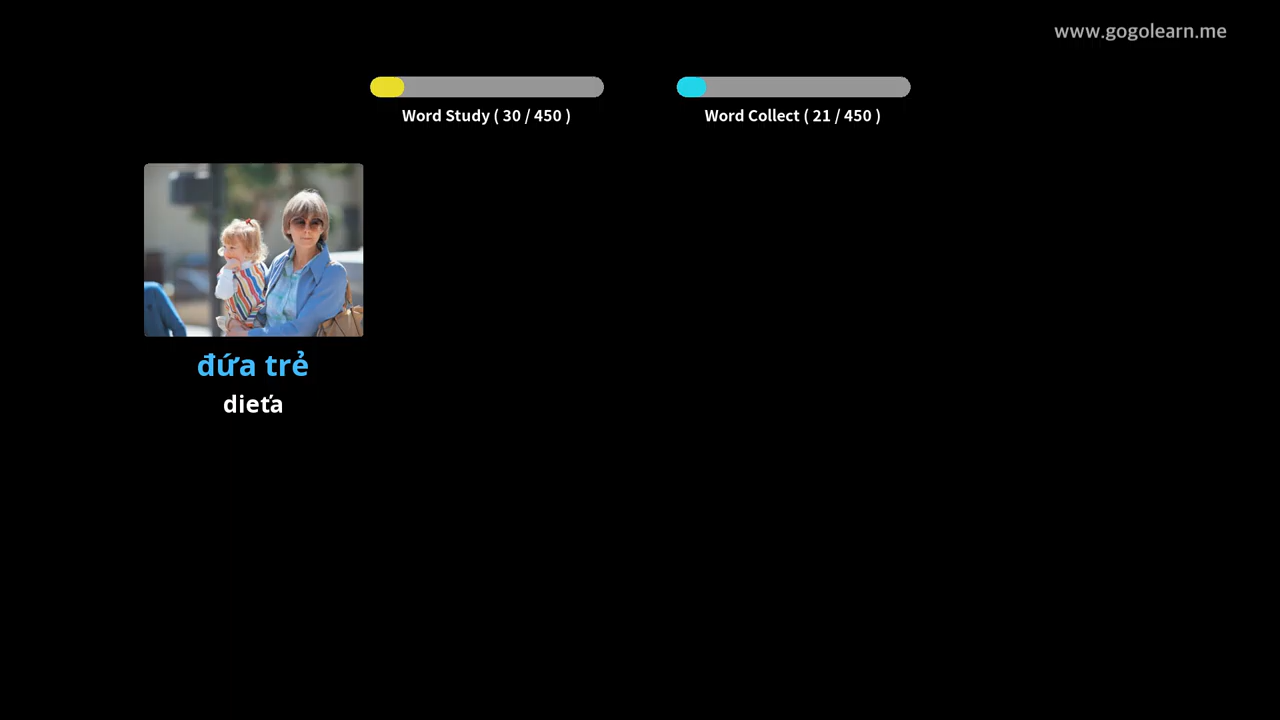 www.gogolearn.me
Word Study ( 30 / 450 )
Word Collect ( 21 / 450 )
đứa trẻ
dieťa